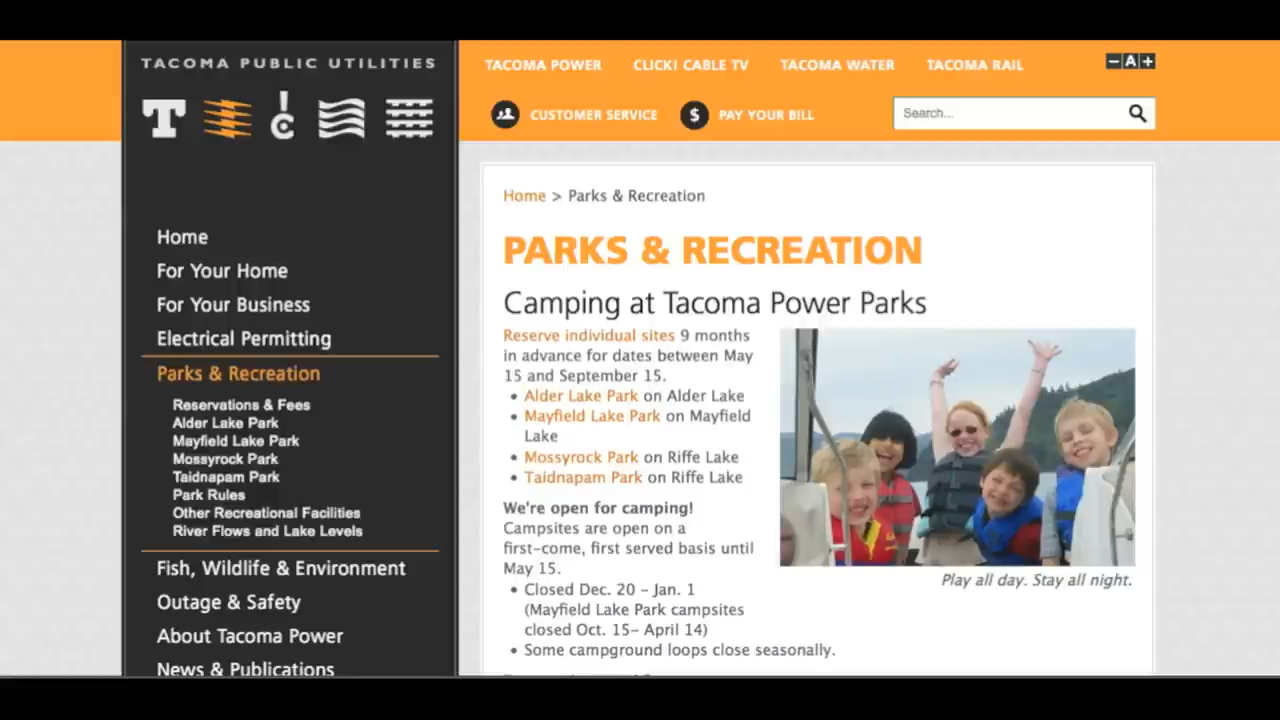 TACOMA PUBLIC UTILITIES
TACOMA POWER
CLICK! CABLE TV
TACOMA WATER
TACOMA RAIL
−A+
T
C
CUSTOMER SERVICE
$ PAY YOUR BILL
Search...
Home
For Your Home
For Your Business
Electrical Permitting
Parks & Recreation
Reservations & Fees
Alder Lake Park
Mayfield Lake Park
Mossyrock Park
Taidnapam Park
Park Rules
Other Recreational Facilities
River Flows and Lake Levels
Fish, Wildlife & Environment
Outage & Safety
About Tacoma Power
News & Publications
Home > Parks & Recreation
PARKS & RECREATION
Camping at Tacoma Power Parks
Reserve individual sites 9 months
in advance for dates between May
15 and September 15.
• Alder Lake Park on Alder Lake
• Mayfield Lake Park on Mayfield
Lake
• Mossyrock Park on Riffe Lake
• Taidnapam Park on Riffe Lake
We're open for camping!
Campsites are open on a
first-come, first served basis until
May 15.
• Closed Dec. 20 – Jan. 1
(Mayfield Lake Park campsites
closed Oct. 15– April 14)
• Some campground loops close seasonally.
Play all day. Stay all night.